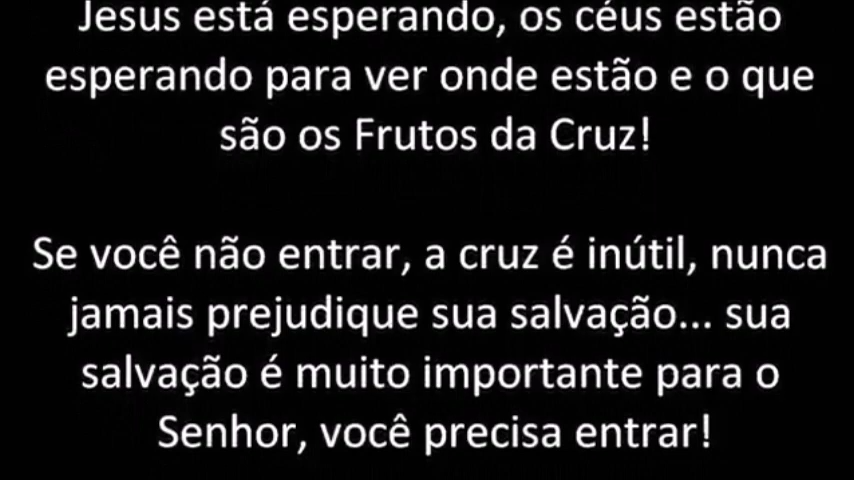 Jesus está esperando, os céus estão
esperando para ver onde estão e o que
são os Frutos da Cruz!
Se você não entrar, a cruz é inútil, nunca
jamais prejudique sua salvação... sua
salvação é muito importante para o
Senhor, você precisa entrar!